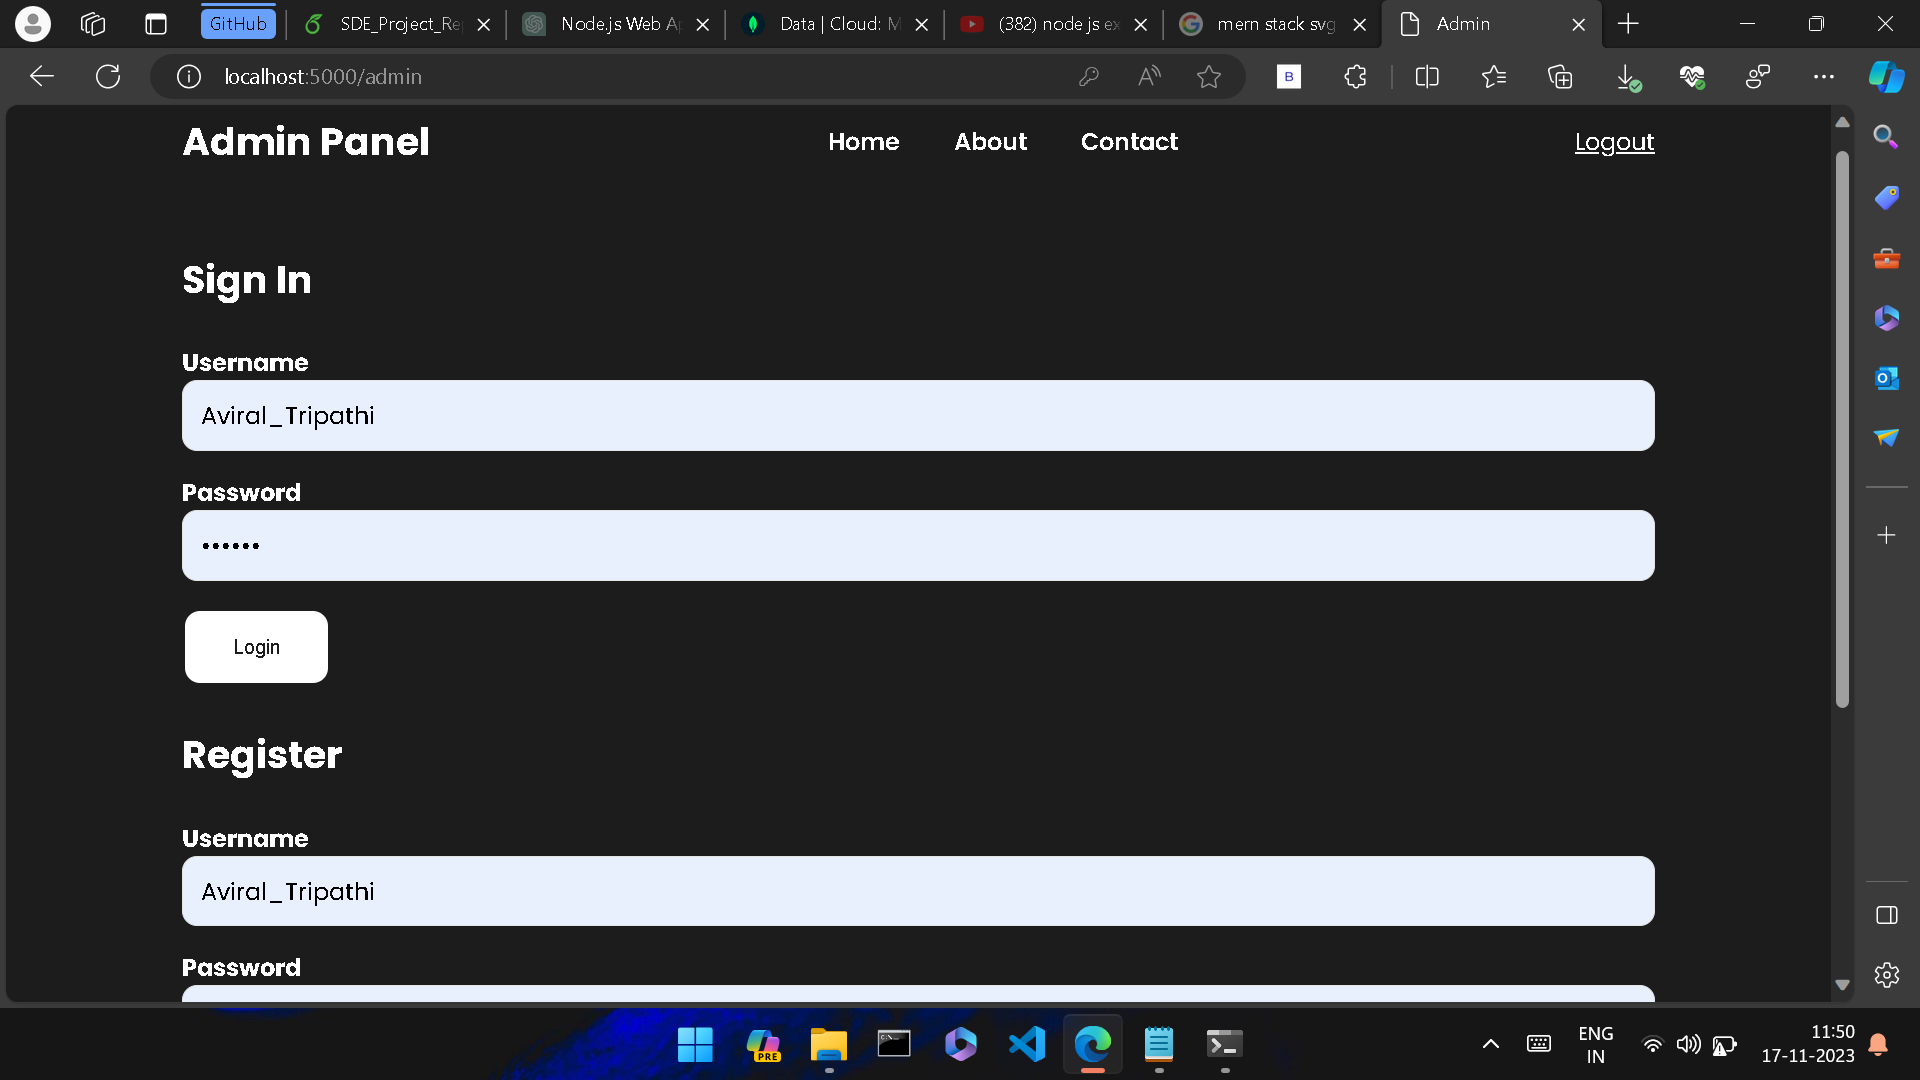 GitHub
SDE_Project_Re
Node.js Web Ap
Data | Cloud: M
(382) node js ex
mern stack svg
Admin
localhost:5000/admin
B
Admin Panel
Home
About
Contact
Logout
Sign In
Username
Aviral_Tripathi
Password
••••••
Login
Register
Username
Aviral_Tripathi
Password
PRE
ENG
IN
11:50
17-11-2023